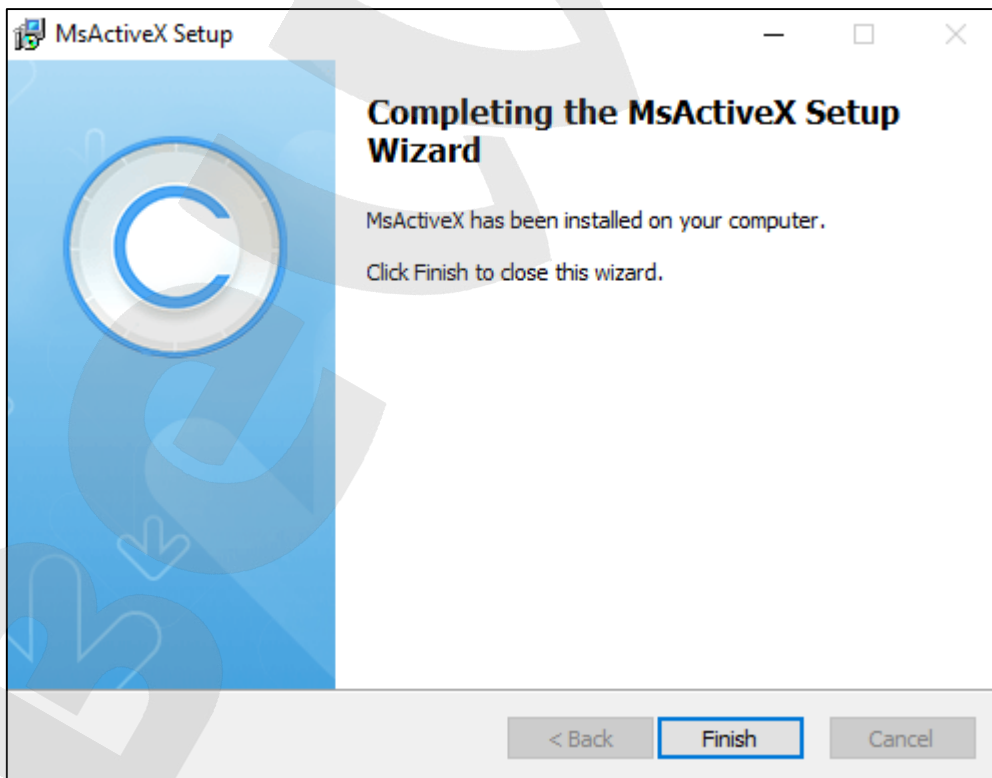 MsActiveX Setup
Completing the MsActiveX Setup
Wizard
MsActiveX has been installed on your computer.
Click Finish to close this wizard.
< Back Finish Cancel